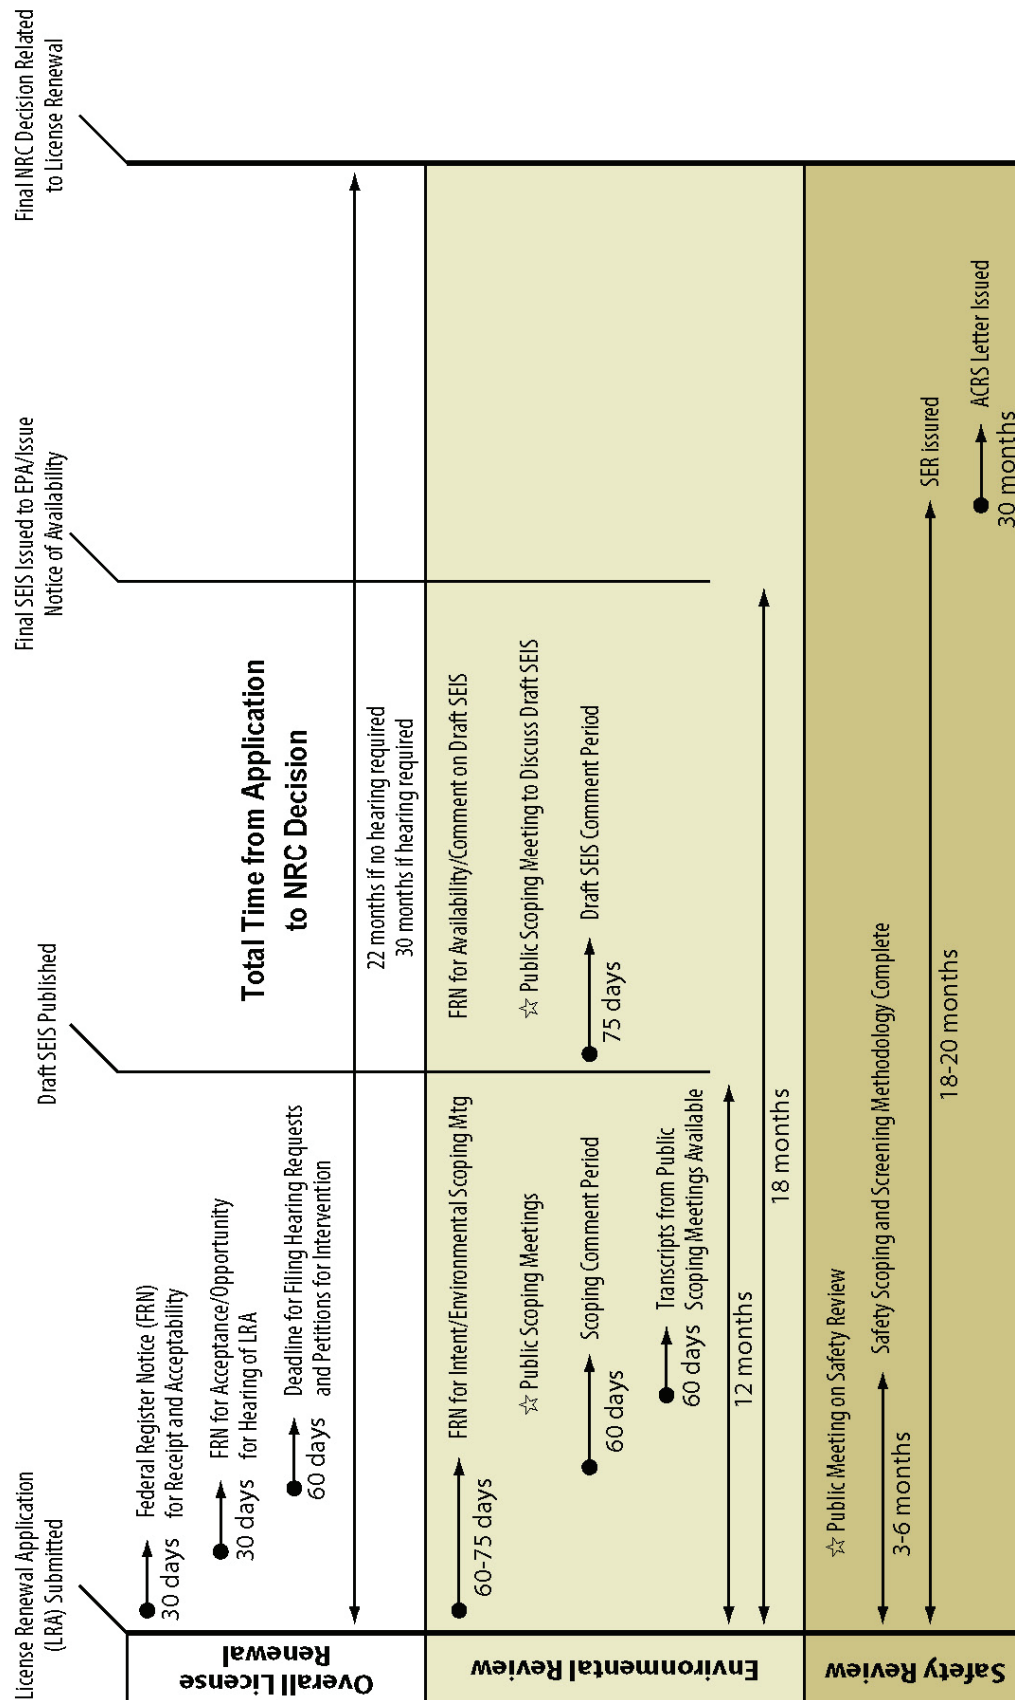 License Renewal Application
(LRA) Submitted
Draft SEIS Published
Final SEIS Issued to EPA/Issue
Notice of Availability
Final NRC Decision Related
to License Renewal
Overall License
Renewal
30 days
Federal Register Notice (FRN)
for Receipt and Acceptability
30 days
FRN for Acceptance/Opportunity
for Hearing of LRA
60 days
Deadline for Filing Hearing Requests
and Petitions for Intervention
Total Time from Application
to NRC Decision
22 months if no hearing required
30 months if hearing required
Environmental Review
60-75 days
FRN for Intent/Environmental Scoping Mtg
☆ Public Scoping Meetings
60 days
Scoping Comment Period
60 days
Transcripts from Public
Scoping Meetings Available
12 months
18 months
FRN for Availability/Comment on Draft SEIS
☆ Public Scoping Meeting to Discuss Draft SEIS
75 days
Draft SEIS Comment Period
Safety Review
☆ Public Meeting on Safety Review
3-6 months
Safety Scoping and Screening Methodology Complete
18-20 months
SER issured
30 months
ACRS Letter Issued